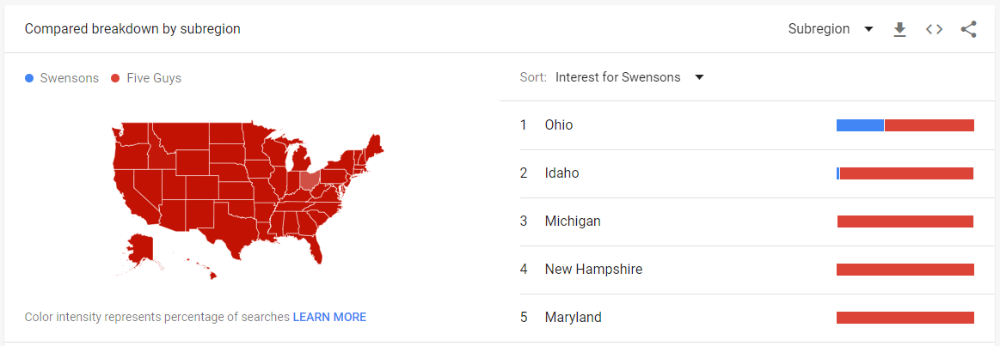 Compared breakdown by subregion
Subregion
Swensons Five Guys
Sort: Interest for Swensons
1 Ohio
2 Idaho
3 Michigan
4 New Hampshire
5 Maryland
Color intensity represents percentage of searches LEARN MORE